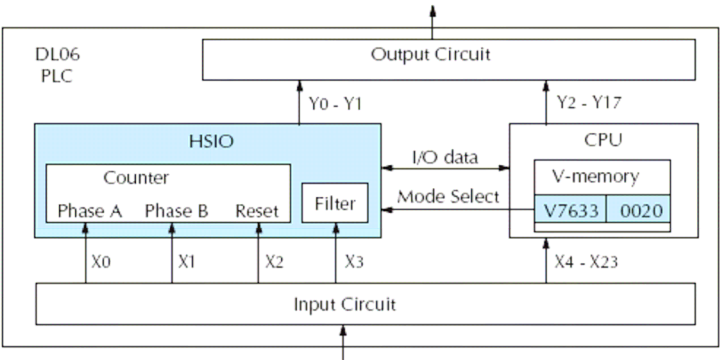 DL06
PLC
Output Circuit
Y0 - Y1
Y2 - Y17
HSIO
CPU
I/O data
Counter
V-memory
Phase A Phase B Reset
Filter
Mode Select
V7633 0020
X0 X1 X2 X3 X4 - X23
Input Circuit